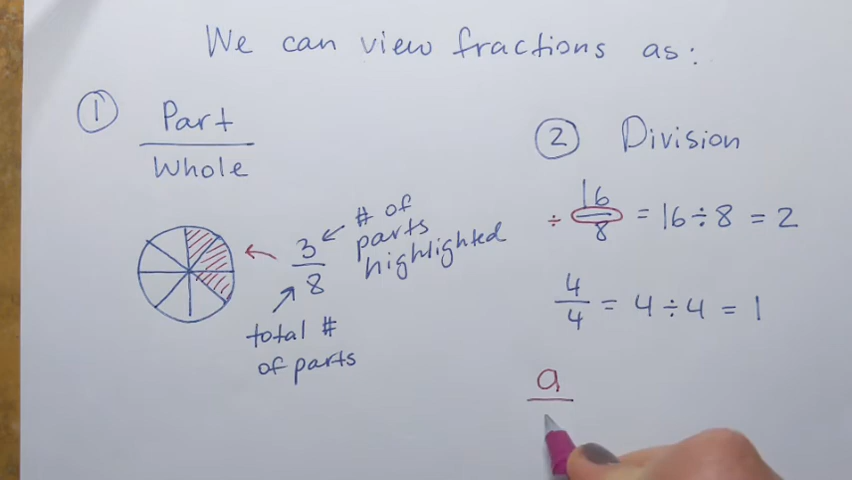 We can view fractions as:
① Part
Whole
3
8
# of
parts
highlighted
total #
of parts
② Division
÷ 16/8 = 16 ÷ 8 = 2
4/4 = 4 ÷ 4 = 1
a